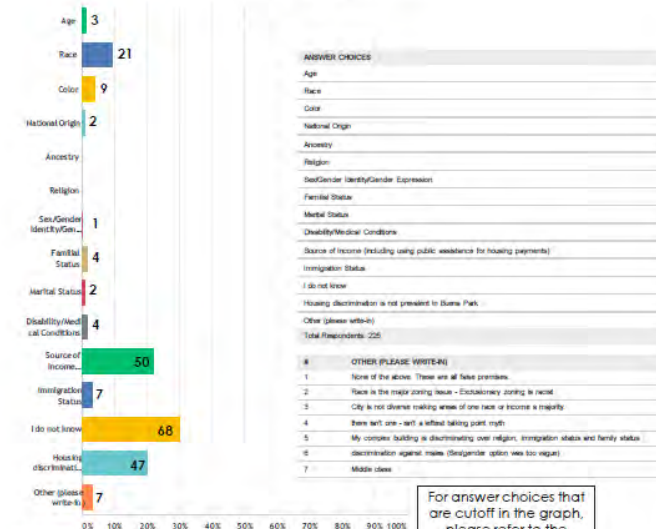 Age 3
Race 21
Color 9
National Origin 2
Ancestry
Religion
Sex/Gender
Identity/Gen... 1
Familial
Status 4
Marital Status 2
Disability/Medi
cal Conditions 4
Source of
Income... 50
Immigration
Status 7
I do not know 68
Housing
discriminati... 47
Other (please
write-in) 7
0% 10% 20% 30% 40% 50% 60% 70% 80% 90% 100%
ANSWER CHOICES
Age
Race
Color
National Origin
Ancestry
Religion
Sex/Gender Identity/Gender Expression
Familial Status
Marital Status
Disability/Medical Conditions
Source of Income (including using public assistance for housing payments)
Immigration Status
I do not know
Housing discrimination is not prevalent in Buena Park
Other (please write-in)
Total Respondents: 225
# OTHER (PLEASE WRITE-IN)
1 None of the above. These are all false premises.
2 Race is the major zoning issue - Exclusionary zoning is racist
3 City is not diverse making areas of one race or income a majority
4 there isn't one - isn't a leftest talking point myth
5 My complex building is discriminating over religion, immigration status and family status
6 discrimination against males (Sex/gender option was too vague)
7 Middle class
For answer choices that
are cutoff in the graph,
please refer to the